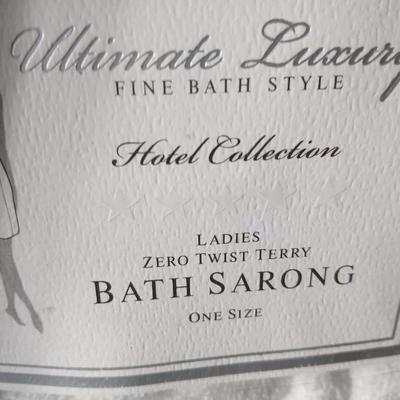 Ultimate Luxury
FINE BATH STYLE
Hotel Collection
LADIES
ZERO TWIST TERRY
BATH SARONG
ONE SIZE